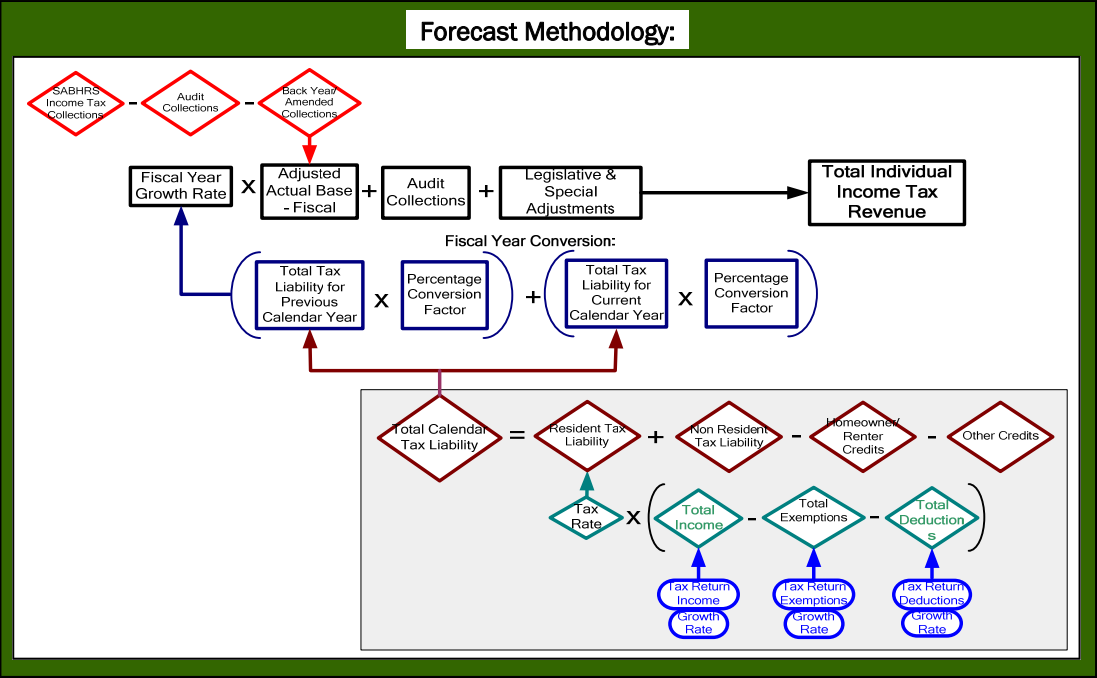 Forecast Methodology:
SABHRS
Income Tax
Collections
-
Audit
Collections
-
Back Year/
Amended
Collections
Fiscal Year
Growth Rate
x
Adjusted
Actual Base
- Fiscal
+
Audit
Collections
+
Legislative &
Special
Adjustments
Total Individual
Income Tax
Revenue
Fiscal Year Conversion:
Total Tax
Liability for
Previous
Calendar Year
x
Percentage
Conversion
Factor
+
Total Tax
Liability for
Current
Calendar Year
x
Percentage
Conversion
Factor
Total Calendar
Tax Liability
=
Resident Tax
Liability
+
Non Resident
Tax Liability
-
Homeowner/
Renter
Credits
-
Other Credits
Tax
Rate
x
(
Total
Income
-
Total
Exemptions
-
Total
Deduction
s
)
Tax Return
Income
Growth
Rate
Tax Return
Exemptions
Growth
Rate
Tax Return
Deductions
Growth
Rate